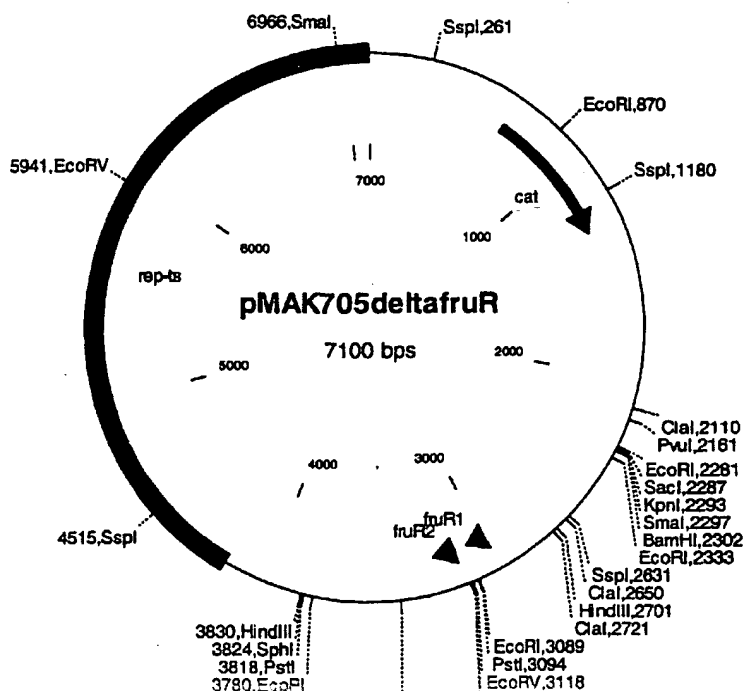 6966,SmaI
SspI,261
EcoRI,870
5941,EcoRV
SspI,1180
7000
cat
1000
6000
rep-ts
pMAK705deltafruR
7100 bps
2000
5000
ClaI,2110
PvuI,2161
4000
3000
EcoRI,2281
SacI,2287
KpnI,2293
fruR1
SmaI,2297
fruR2
4515,SspI
BamHI,2302
EcoRI,2333
SspI,2631
ClaI,2650
HindIII,2701
ClaI,2721
3830,HindIII
3824,SphI
EcoRI,3089
3818,PstI
PstI,3094
3780,EcoRI
EcoRV,3118